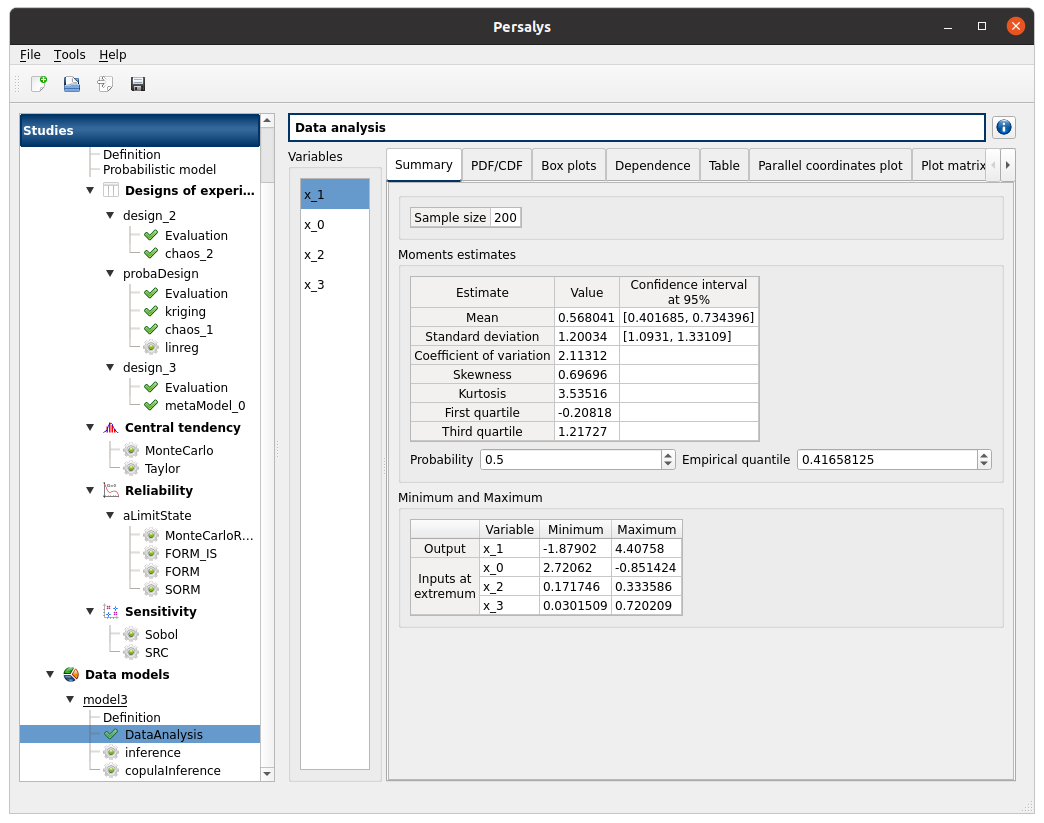 Persalys
File Tools Help
Studies
Definition
Probabilistic model
Designs of experi...
design_2
Evaluation
chaos_2
probaDesign
Evaluation
kriging
chaos_1
linreg
design_3
Evaluation
metaModel_0
Central tendency
MonteCarlo
Taylor
Reliability
aLimitState
MonteCarloR...
FORM_IS
FORM
SORM
Sensitivity
Sobol
SRC
Data models
model3
Definition
DataAnalysis
inference
copulaInference
Data analysis
Variables
x_1
x_0
x_2
x_3
Summary PDF/CDF Box plots Dependence Table Parallel coordinates plot Plot matrix
Sample size 200
Moments estimates
Estimate Value Confidence interval
at 95%
Mean 0.568041 [0.401685, 0.734396]
Standard deviation 1.20034 [1.0931, 1.33109]
Coefficient of variation 2.11312
Skewness 0.69696
Kurtosis 3.53516
First quartile -0.20818
Third quartile 1.21727
Probability 0.5 Empirical quantile 0.41658125
Minimum and Maximum
Variable Minimum Maximum
Output x_1 -1.87902 4.40758
Inputs at
extremum
x_0 2.72062 -0.851424
x_2 0.171746 0.333586
x_3 0.0301509 0.720209